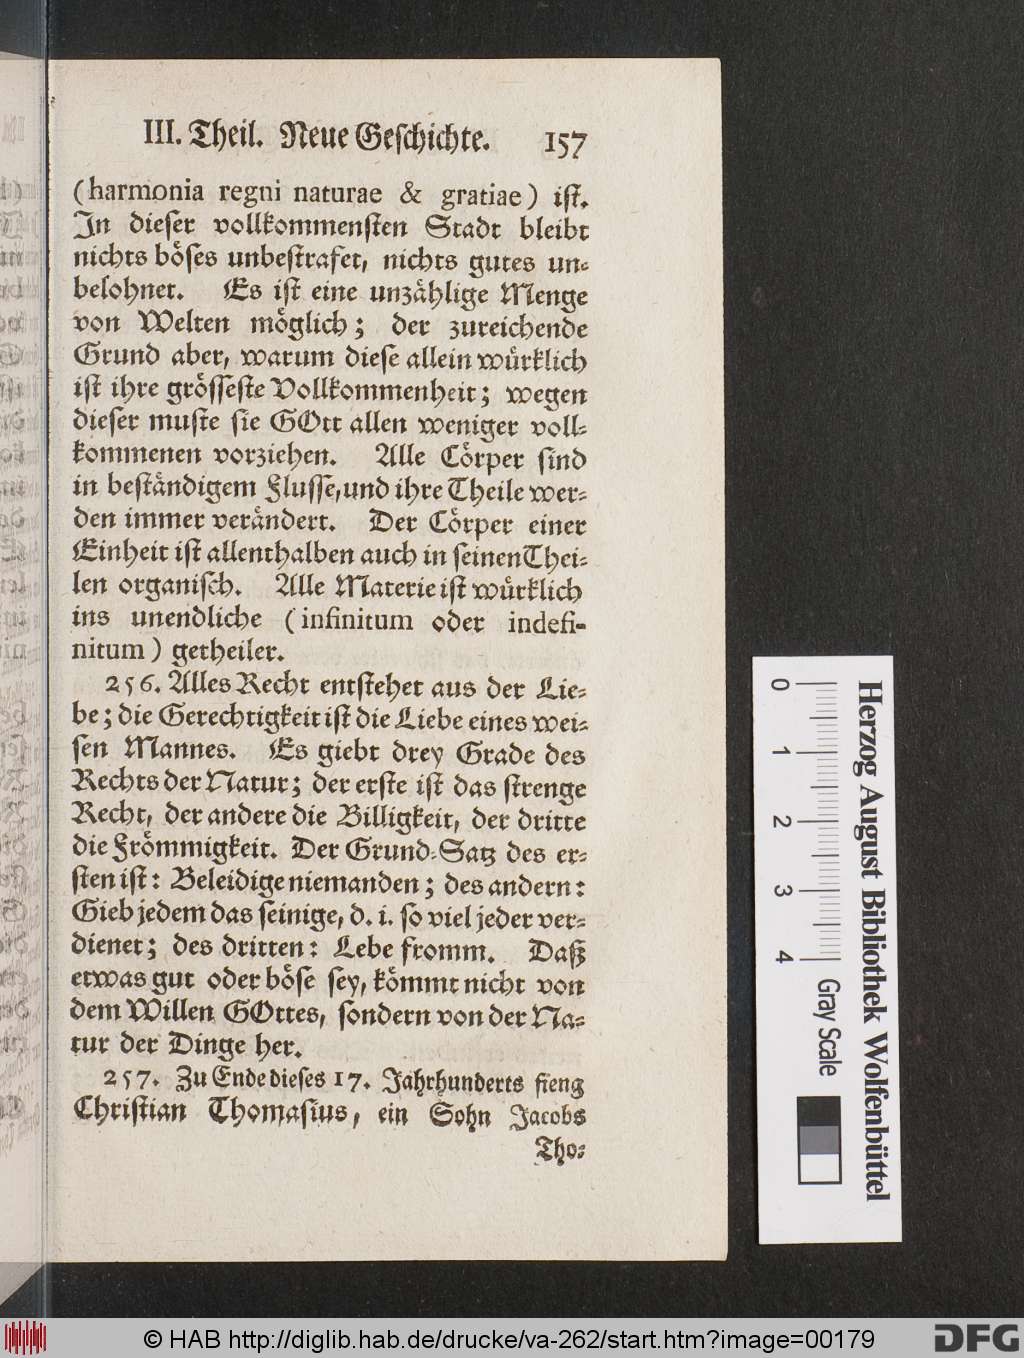 III. Theil. Neue Geschichte. 157
(harmonia regni naturae & gratiae) ist.
In dieser vollkommensten Stadt bleibt
nichts böses unbestrafet, nichts gutes un-
belohnet. Es ist eine unzählige Menge
von Welten möglich; der zureichende
Grund aber, warum diese allein würklich
ist ihre grösseste Vollkommenheit; wegen
dieser muste sie GOtt allen weniger voll-
kommenen vorziehen. Alle Cörper sind
in beständigem Flusse, und ihre Theile wer-
den immer verändert. Der Cörper einer
Einheit ist allenthalben auch in seinen Thei-
len organisch. Alle Materie ist würklich
ins unendliche (infinitum oder indefi-
nitum) getheilet.
256. Alles Recht entstehet aus der Lie-
be; die Gerechtigkeit ist die Liebe eines wei-
sen Mannes. Es giebt drey Grade des
Rechts der Natur; der erste ist das strenge
Recht, der andere die Billigkeit, der dritte
die Frömmigkeit. Der Grund-Satz des er-
sten ist: Beleidige niemanden; des andern:
Gieb jedem das seinige, d. i. so viel jeder ver-
dienet; des dritten: Lebe fromm. Daß
etwas gut oder böse sey, kömmt nicht von
dem Willen GOttes, sondern von der Na-
tur der Dinge her.
257. Zu Ende dieses 17. Jahrhunderts fieng
Christian Thomasius, ein Sohn Jacobs
Tho-
0 1 2 3 4
Gray Scale
Herzog August Bibliothek Wolfenbüttel
© HAB http://diglib.hab.de/drucke/va-262/start.htm?image=00179
DFG